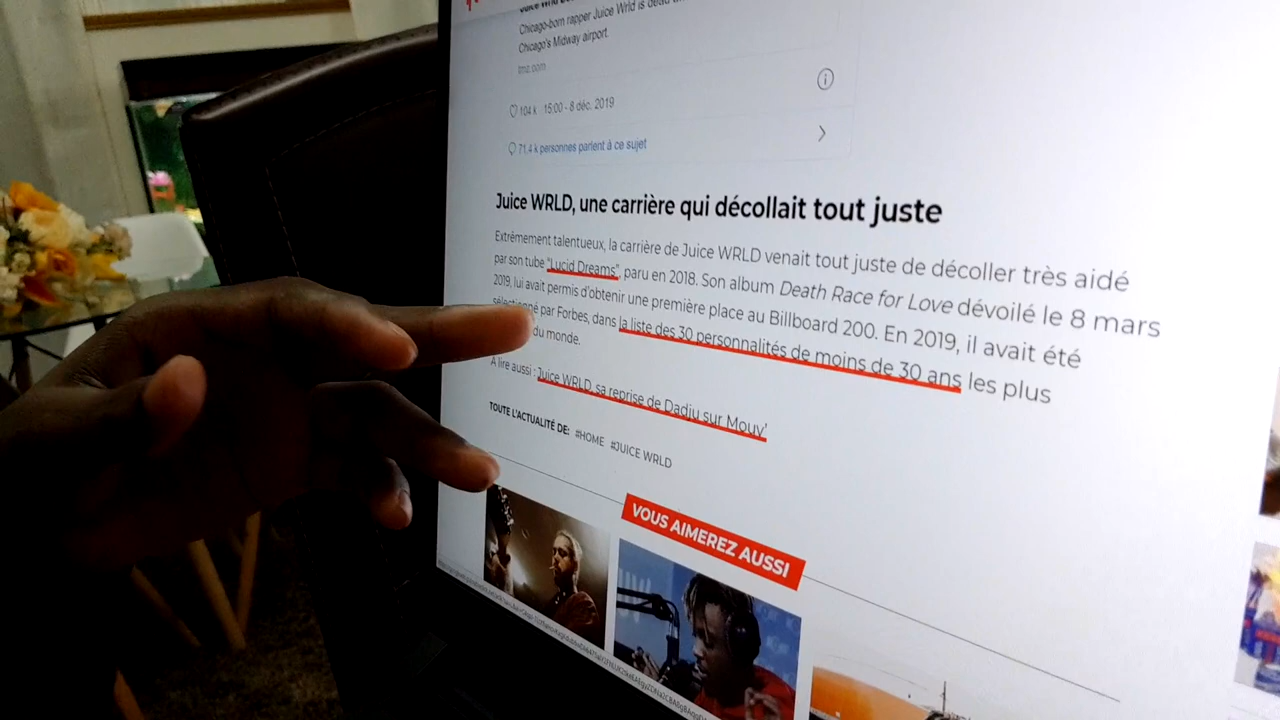 Chicago-born rapper Juice Wrld is dead
Chicago's Midway airport.
tmz.com
104 k 15:00 - 8 déc. 2019
71,4 k personnes parlent à ce sujet
Juice WRLD, une carrière qui décollait tout juste
Extrêmement talentueux, la carrière de Juice WRLD venait tout juste de décoller très aidé
par son tube "Lucid Dreams", paru en 2018. Son album Death Race for Love dévoilé le 8 mars
2019, lui avait permis d'obtenir une première place au Billboard 200. En 2019, il avait été
sélectionné par Forbes, dans la liste des 30 personnalités de moins de 30 ans les plus
du monde.
A lire aussi : Juice WRLD, sa reprise de Dadju sur Mouv'
TOUTE L'ACTUALITÉ DE: #HOME #JUICE WRLD
VOUS AIMEREZ AUSSI